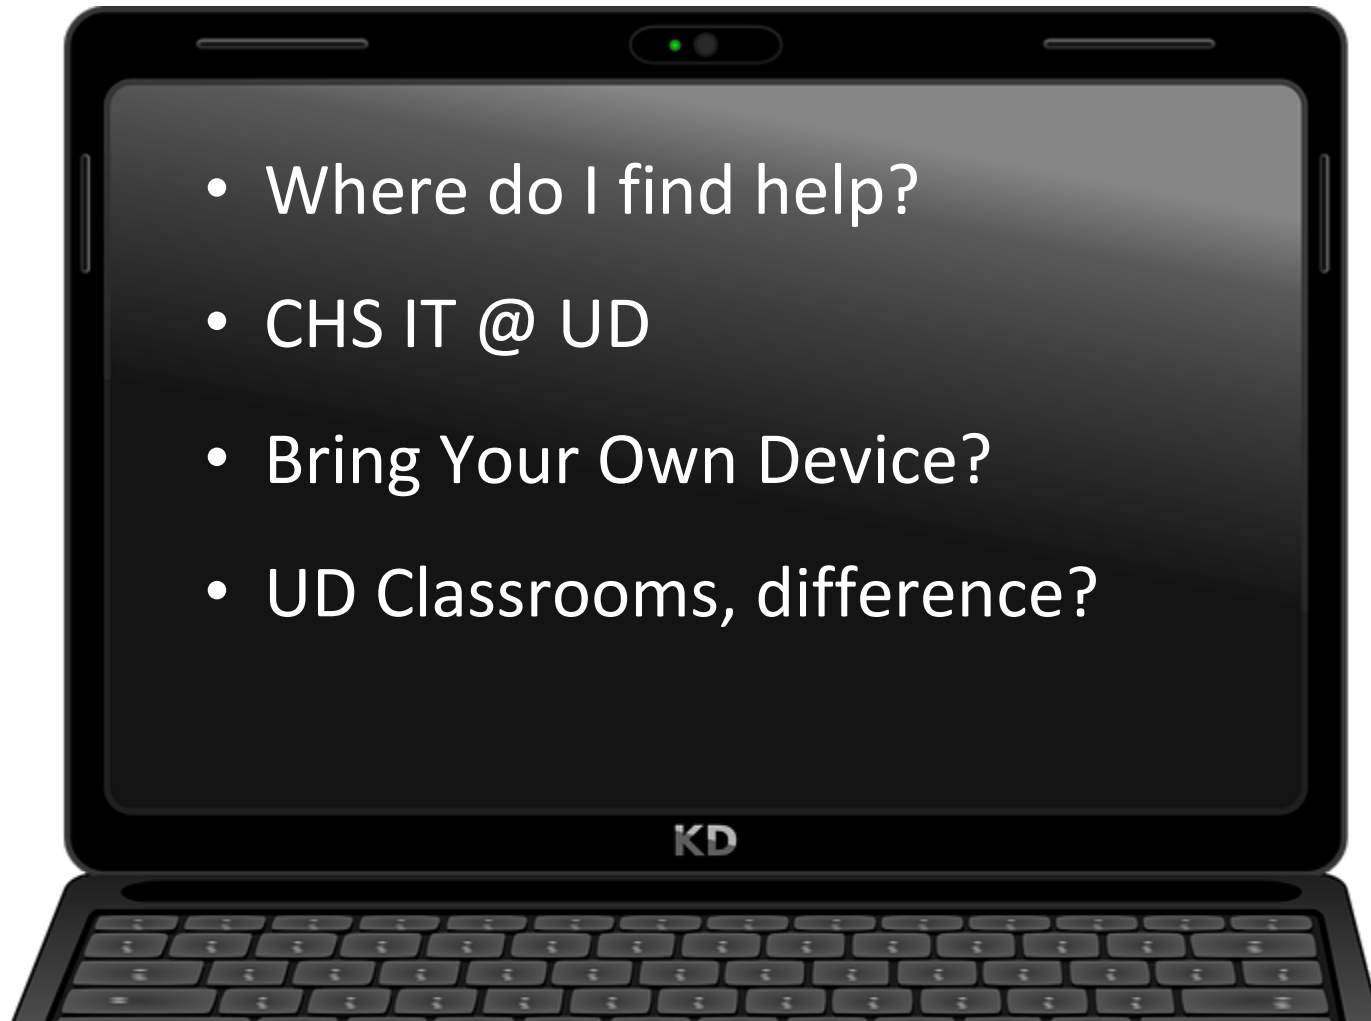 • Where do I find help?
• CHS IT @ UD
• Bring Your Own Device?
• UD Classrooms, difference?
KD